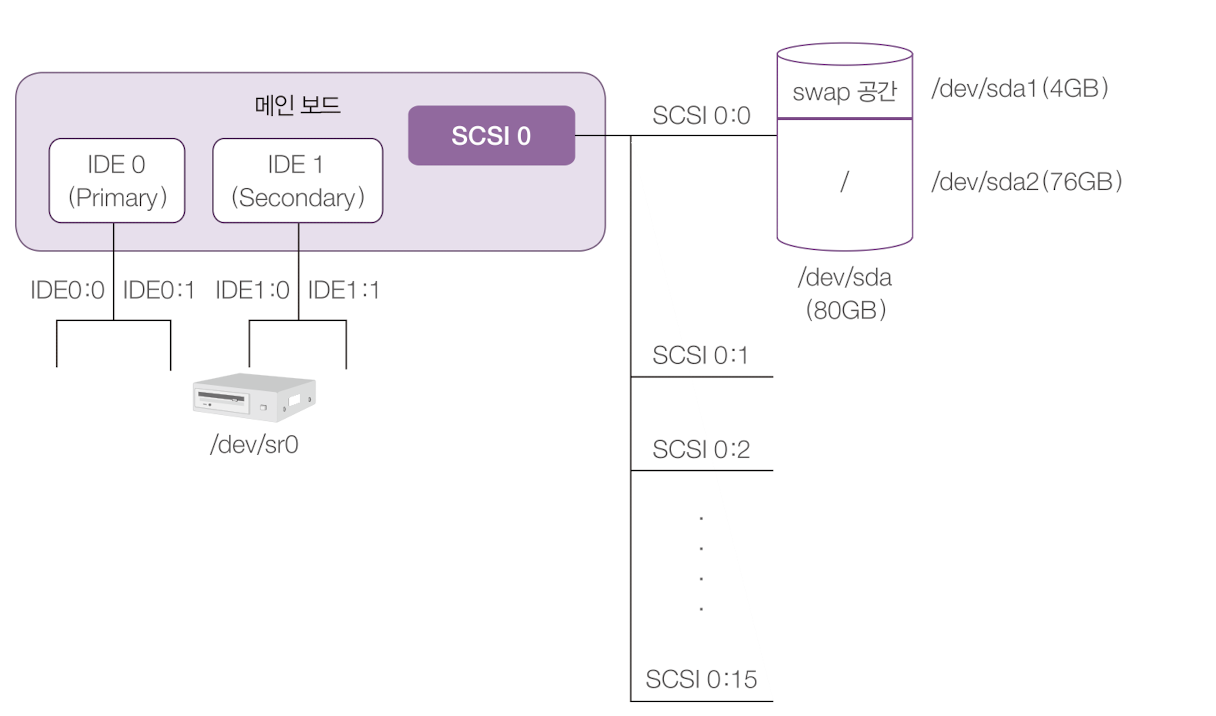 메인 보드
IDE 0
(Primary)
IDE 1
(Secondary)
SCSI 0
IDE0:0
IDE0:1
IDE1:0
IDE1:1
/dev/sr0
SCSI 0:0
swap 공간
/dev/sda1(4GB)
/
/dev/sda2(76GB)
/dev/sda
(80GB)
SCSI 0:1
SCSI 0:2
.
.
.
.
SCSI 0:15